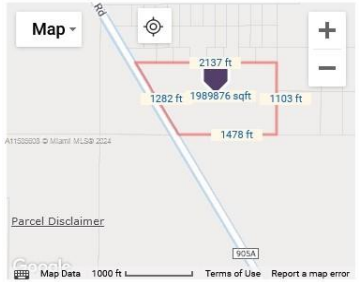 Rd
Map
+
−
2137 ft
1282 ft
1989876 sqft
1103 ft
1478 ft
A11585608 © Miami MLS® 2024
Parcel Disclaimer
905A
Google
Map Data
1000 ft
Terms of Use
Report a map error